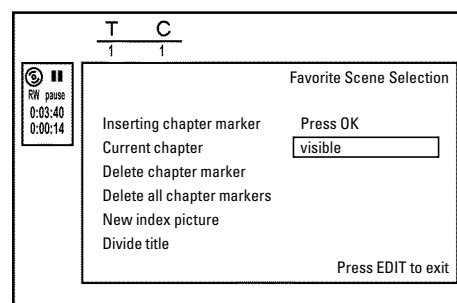 T C
1 1
RW pause
0:03:40
0:00:14
Favorite Scene Selection
Inserting chapter marker Press OK
Current chapter visible
Delete chapter marker
Delete all chapter markers
New index picture
Divide title
Press EDIT to exit